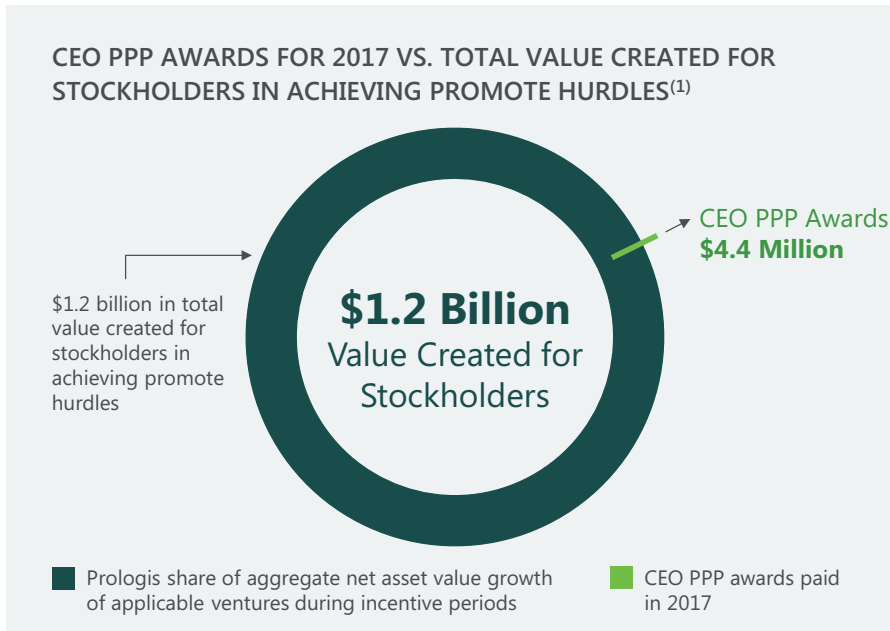 CEO PPP AWARDS FOR 2017 VS. TOTAL VALUE CREATED FOR
STOCKHOLDERS IN ACHIEVING PROMOTE HURDLES(1)
CEO PPP Awards
$4.4 Million
$1.2 billion in total
value created for
stockholders in
achieving promote
hurdles
$1.2 Billion
Value Created for
Stockholders
Prologis share of aggregate net asset value growth
of applicable ventures during incentive periods
CEO PPP awards paid
in 2017